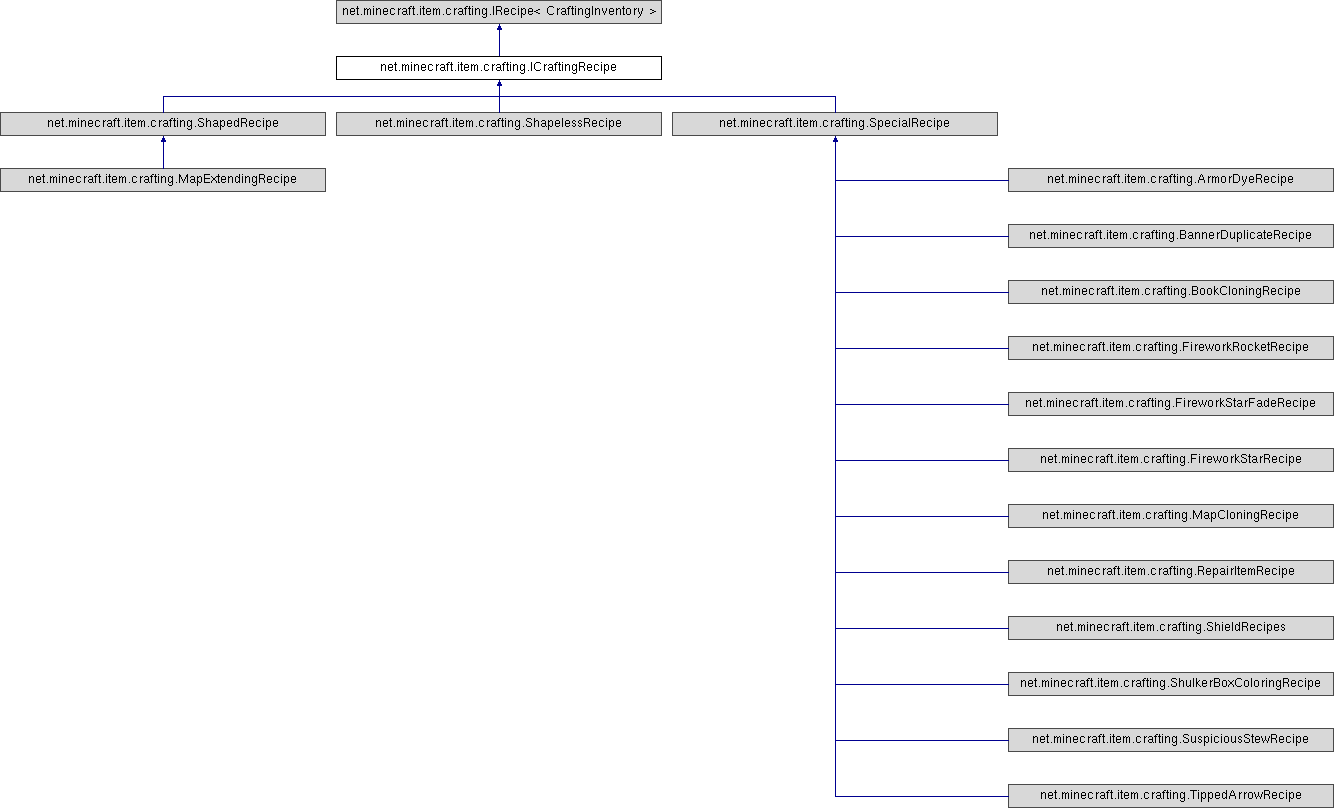 net.minecraft.item.crafting.IRecipe< CraftingInventory >
net.minecraft.item.crafting.ICraftingRecipe
net.minecraft.item.crafting.ShapedRecipe
net.minecraft.item.crafting.ShapelessRecipe
net.minecraft.item.crafting.SpecialRecipe
net.minecraft.item.crafting.MapExtendingRecipe
net.minecraft.item.crafting.ArmorDyeRecipe
net.minecraft.item.crafting.BannerDuplicateRecipe
net.minecraft.item.crafting.BookCloningRecipe
net.minecraft.item.crafting.FireworkRocketRecipe
net.minecraft.item.crafting.FireworkStarFadeRecipe
net.minecraft.item.crafting.FireworkStarRecipe
net.minecraft.item.crafting.MapCloningRecipe
net.minecraft.item.crafting.RepairItemRecipe
net.minecraft.item.crafting.ShieldRecipes
net.minecraft.item.crafting.ShulkerBoxColoringRecipe
net.minecraft.item.crafting.SuspiciousStewRecipe
net.minecraft.item.crafting.TippedArrowRecipe